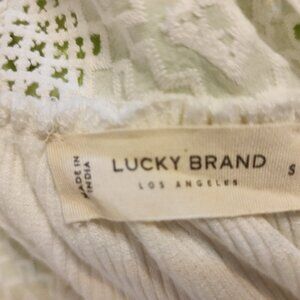 MADE IN
INDIA
LUCKY BRAND
LOS ANGELES
S